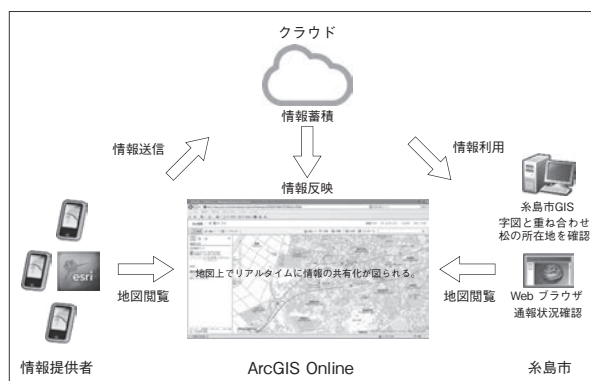 クラウド
情報蓄積
情報送信
情報利用
情報反映
糸島市GIS
字図と重ね合わせ
松の所在地を確認
esri
地図上でリアルタイムに情報の共有化が図られる。
地図閲覧
地図閲覧
Web ブラウザ
通報状況確認
情報提供者
ArcGIS Online
糸島市